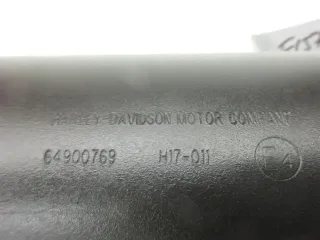 HARLEY-DAVIDSON MOTOR COMPANY
64900769 H17-011